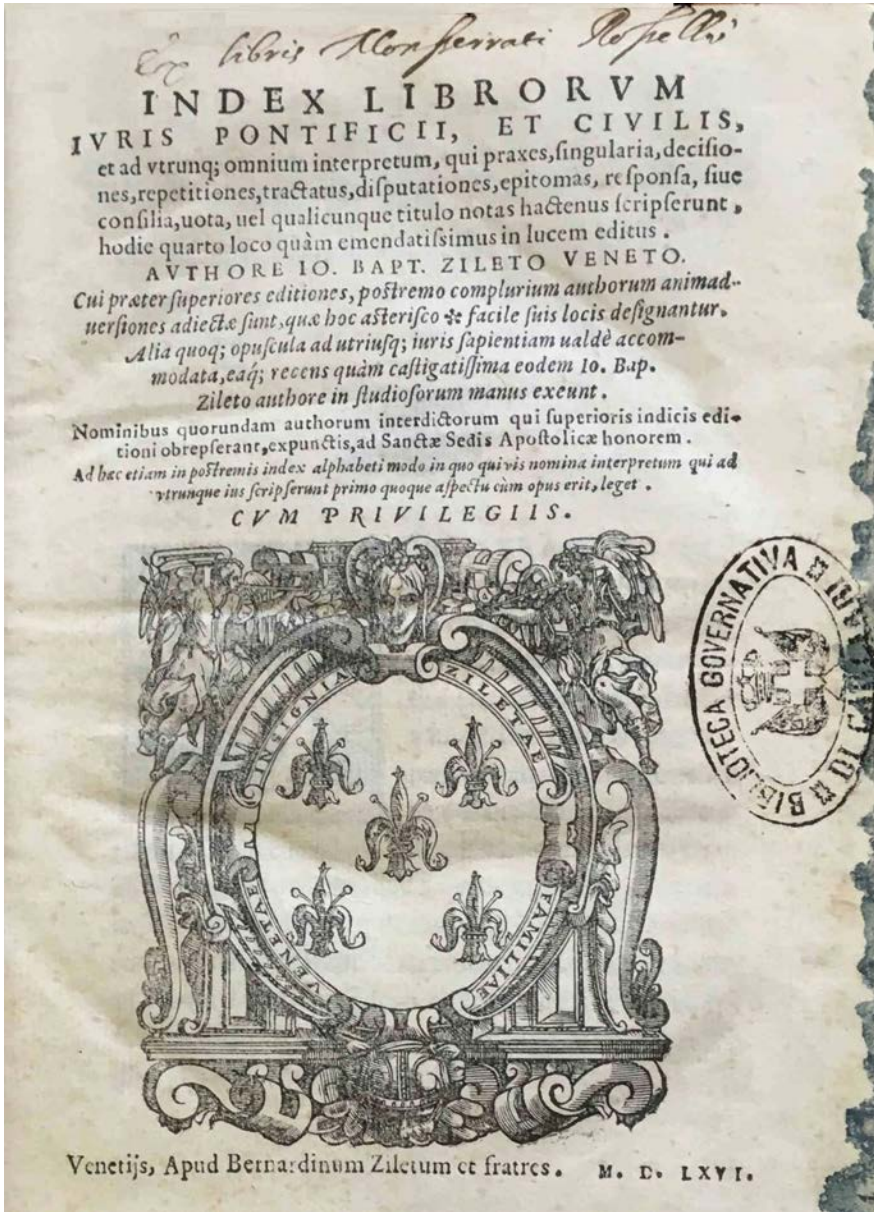 Ex libris Monserrati Rossellò
INDEX LIBRORVM
IVRIS PONTIFICII, ET CIVILIS,
et ad vtrunq; omnium interpretum, qui praxes, ſingularia, deciſio-
nes, repetitiones, tractatus, diſputationes, epitomas, reſponſa, ſiue
conſilia, uota, uel qualicunque titulo notas hactenus ſcripſerunt,
hodie quarto loco quàm emendatiſsimus in lucem editus.
AVTHORE IO. BAPT. ZILETO VENETO.
Cui præter ſuperiores editiones, poſtremo complurium authorum animad-
uerſiones adiectæ ſunt, quæ hoc aſteriſco ⁂ facile ſuis locis deſignantur.
Alia quoq; opuſcula ad utriuſq; iuris ſapientiam ualdè accom-
modata, eaq́; recens quàm caſtigatiſſima eodem Io. Bap.
Zileto authore in ſtudioſorum manus exeunt.
Nominibus quorundam authorum interdictorum qui ſuperioris indicis edi-
tioni obrepſerant, expunctis, ad Sanctæ Sedis Apoſtolicæ honorem.
Ad hæc etiam in poſtremis index alphabeti modo in quo quiuis nomina interpretum qui ad
vtrunque ius ſcripſerunt primo quoque aſpectu cùm opus erit, leget.
CVM PRIVILEGIIS.
INSIGNIA ZILETAE
VENETAE FAMILIAE
BIBLIOTECA GOVERNATIVA
DI CAGLIARI
Venetijs, Apud Bernardinum Ziletum et fratres. M. D. LXVI.